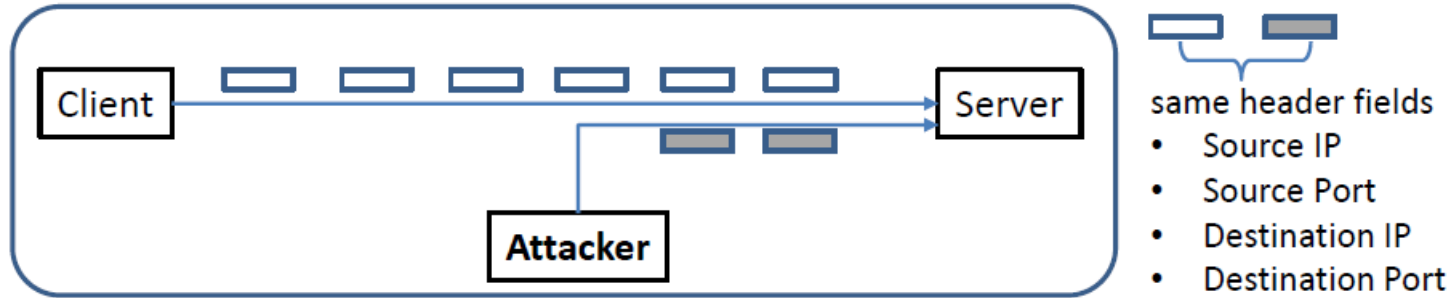 Client
Server
Attacker
same header fields
• Source IP
• Source Port
• Destination IP
• Destination Port